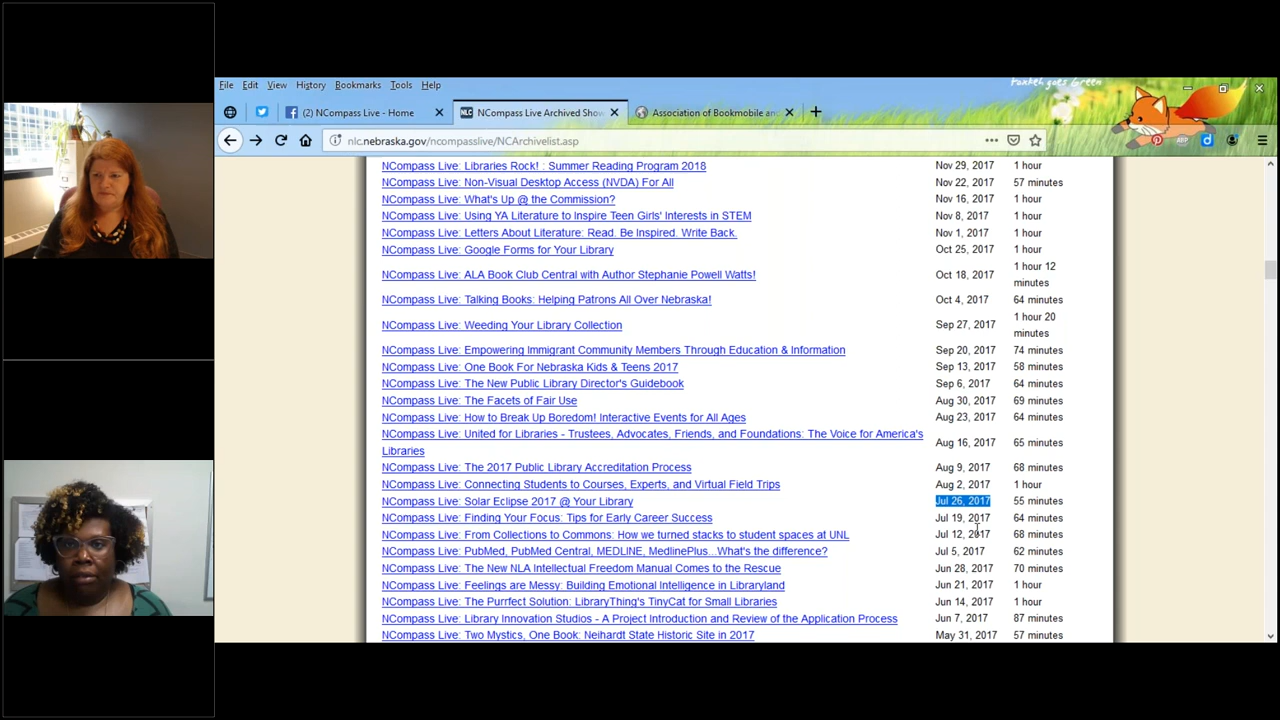 Foxkeh goes Green
File Edit View History Bookmarks Tools Help
(2) NCompass Live - Home
NLC NCompass Live Archived Show
Association of Bookmobile an
nlc.nebraska.gov/ncompasslive/NCArchivelist.asp
NCompass Live: Libraries Rock! : Summer Reading Program 2018 Nov 29, 2017 1 hour
NCompass Live: Non-Visual Desktop Access (NVDA) For All Nov 22, 2017 57 minutes
NCompass Live: What's Up @ the Commission? Nov 16, 2017 1 hour
NCompass Live: Using YA Literature to Inspire Teen Girls' Interests in STEM Nov 8, 2017 1 hour
NCompass Live: Letters About Literature: Read. Be Inspired. Write Back. Nov 1, 2017 1 hour
NCompass Live: Google Forms for Your Library Oct 25, 2017 1 hour
NCompass Live: ALA Book Club Central with Author Stephanie Powell Watts! Oct 18, 2017 1 hour 12
minutes
NCompass Live: Talking Books: Helping Patrons All Over Nebraska! Oct 4, 2017 64 minutes
NCompass Live: Weeding Your Library Collection Sep 27, 2017 1 hour 20
minutes
NCompass Live: Empowering Immigrant Community Members Through Education & Information Sep 20, 2017 74 minutes
NCompass Live: One Book For Nebraska Kids & Teens 2017 Sep 13, 2017 58 minutes
NCompass Live: The New Public Library Director's Guidebook Sep 6, 2017 64 minutes
NCompass Live: The Facets of Fair Use Aug 30, 2017 69 minutes
NCompass Live: How to Break Up Boredom! Interactive Events for All Ages Aug 23, 2017 64 minutes
NCompass Live: United for Libraries - Trustees, Advocates, Friends, and Foundations: The Voice for America's
Libraries Aug 16, 2017 65 minutes
NCompass Live: The 2017 Public Library Accreditation Process Aug 9, 2017 68 minutes
NCompass Live: Connecting Students to Courses, Experts, and Virtual Field Trips Aug 2, 2017 1 hour
NCompass Live: Solar Eclipse 2017 @ Your Library Jul 26, 2017 55 minutes
NCompass Live: Finding Your Focus: Tips for Early Career Success Jul 19, 2017 64 minutes
NCompass Live: From Collections to Commons: How we turned stacks to student spaces at UNL Jul 12, 2017 68 minutes
NCompass Live: PubMed, PubMed Central, MEDLINE, MedlinePlus...What's the difference? Jul 5, 2017 62 minutes
NCompass Live: The New NLA Intellectual Freedom Manual Comes to the Rescue Jun 28, 2017 70 minutes
NCompass Live: Feelings are Messy: Building Emotional Intelligence in Libraryland Jun 21, 2017 1 hour
NCompass Live: The Purrfect Solution: LibraryThing's TinyCat for Small Libraries Jun 14, 2017 1 hour
NCompass Live: Library Innovation Studios - A Project Introduction and Review of the Application Process Jun 7, 2017 87 minutes
NCompass Live: Two Mystics, One Book: Neihardt State Historic Site in 2017 May 31, 2017 57 minutes